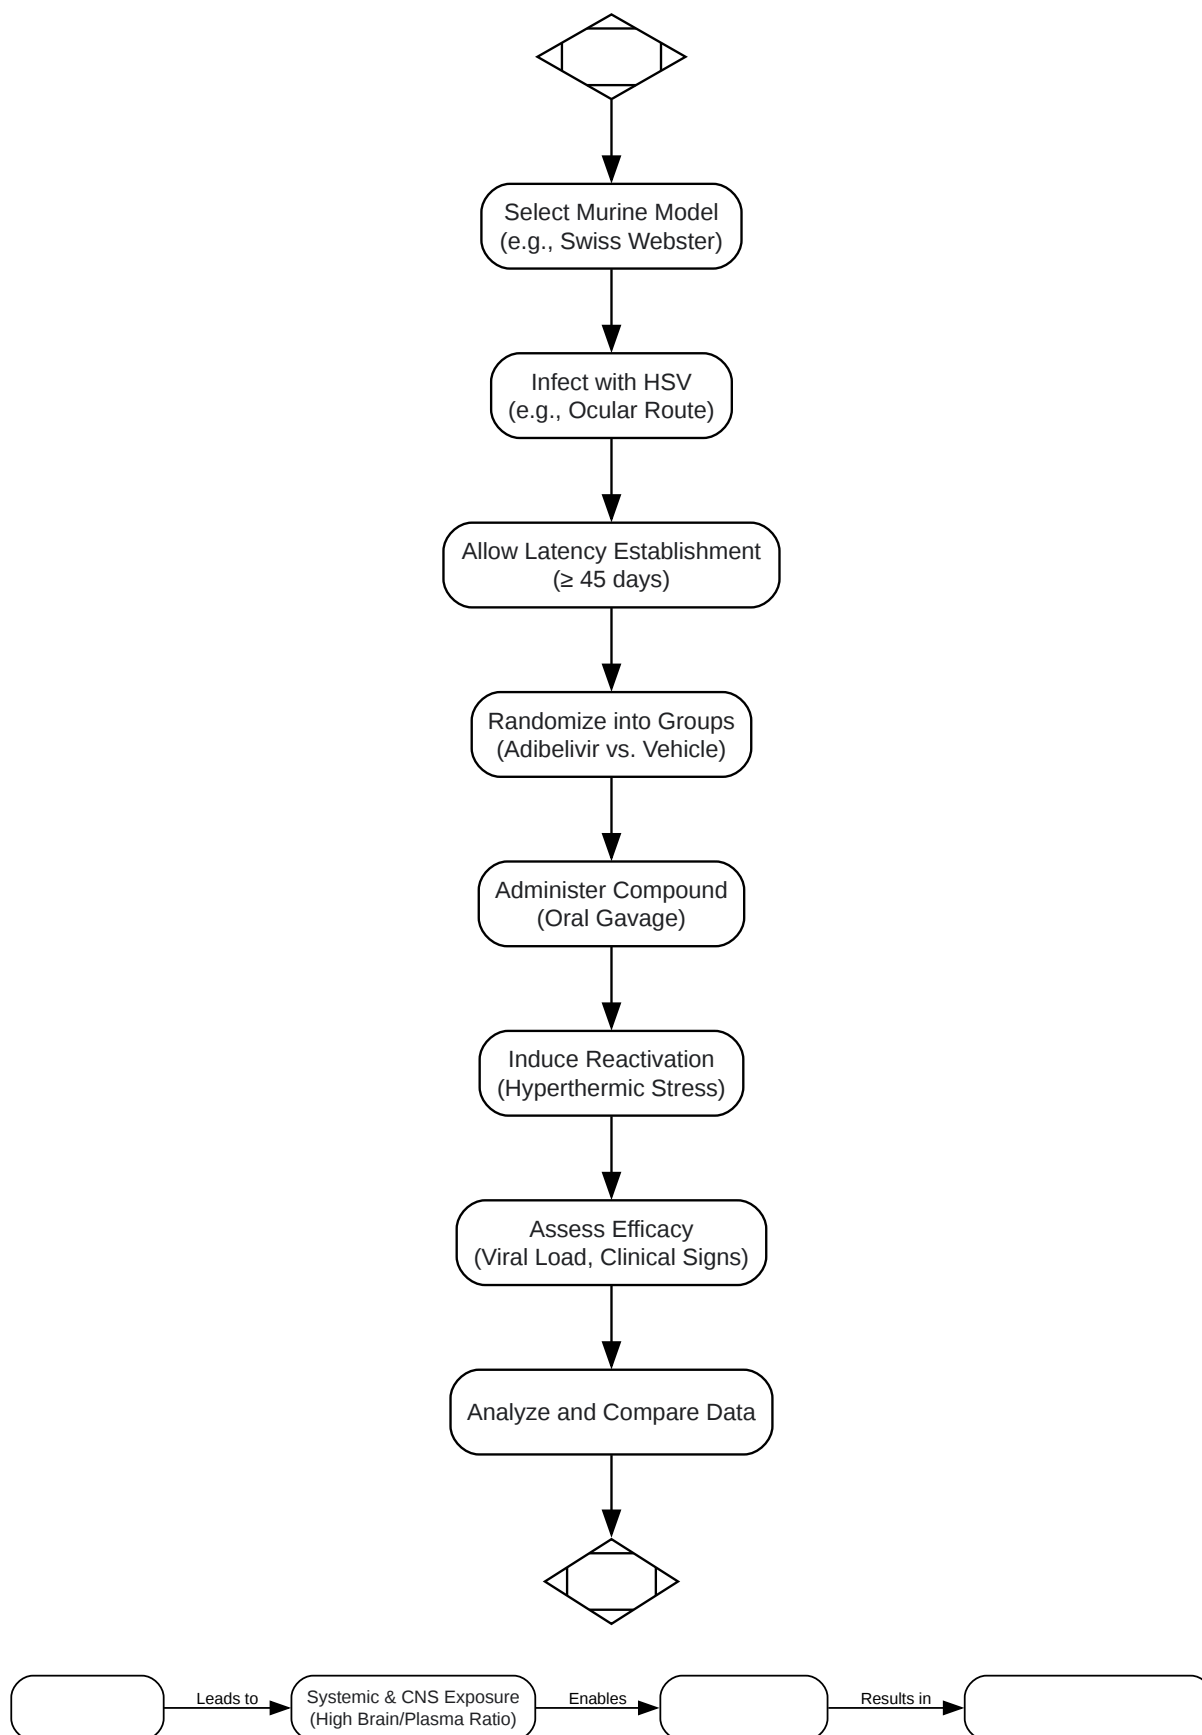 Select Murine Model
(e.g., Swiss Webster)
Infect with HSV
(e.g., Ocular Route)
Allow Latency Establishment
(≥ 45 days)
Randomize into Groups
(Adibelivir vs. Vehicle)
Administer Compound
(Oral Gavage)
Induce Reactivation
(Hyperthermic Stress)
Assess Efficacy
(Viral Load, Clinical Signs)
Analyze and Compare Data
Leads to
Systemic & CNS Exposure
(High Brain/Plasma Ratio)
Enables
Results in